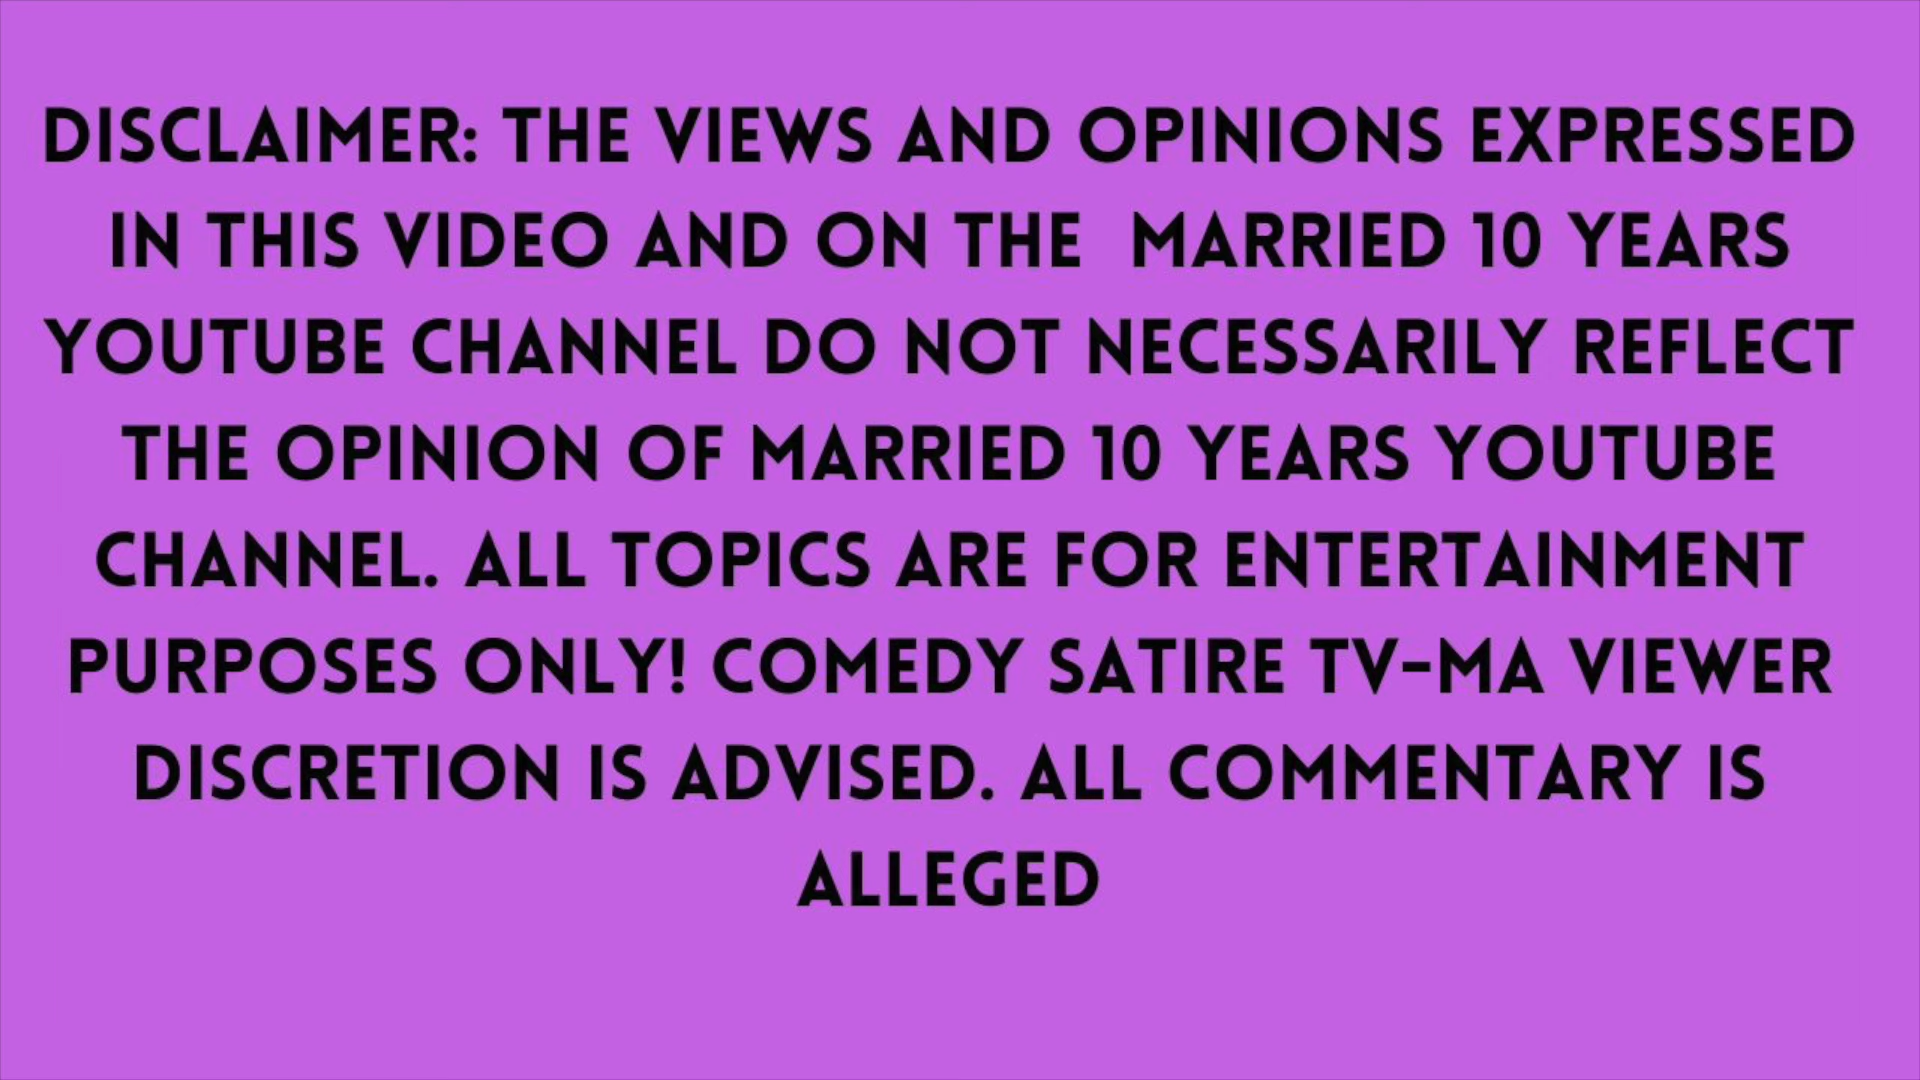 DISCLAIMER: THE VIEWS AND OPINIONS EXPRESSED
IN THIS VIDEO AND ON THE MARRIED 10 YEARS
YOUTUBE CHANNEL DO NOT NECESSARILY REFLECT
THE OPINION OF MARRIED 10 YEARS YOUTUBE
CHANNEL. ALL TOPICS ARE FOR ENTERTAINMENT
PURPOSES ONLY! COMEDY SATIRE TV-MA VIEWER
DISCRETION IS ADVISED. ALL COMMENTARY IS
ALLEGED